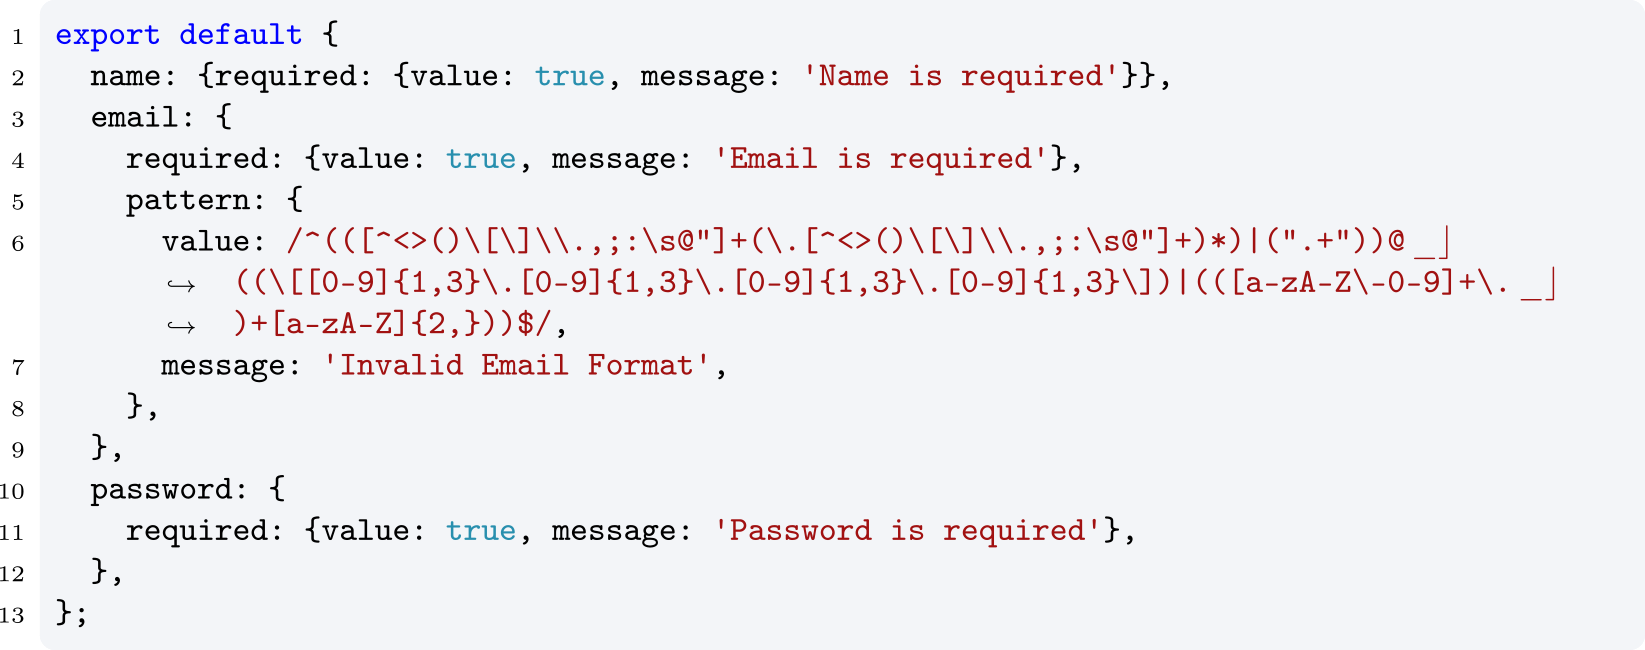 1 export default {
2 name: {required: {value: true, message: 'Name is required'}},
3 email: {
4 required: {value: true, message: 'Email is required'},
5 pattern: {
6 value: /^(([^<>()\[\]\\.,;:\s@"]+(\.[^<>()\[\]\\.,;:\s@"]+)*)|(".+"))@_⌋
↪ ((\[[0-9]{1,3}\.[0-9]{1,3}\.[0-9]{1,3}\.[0-9]{1,3}\])|(([a-zA-Z\-0-9]+\._⌋
↪ )+[a-zA-Z]{2,}))$/,
7 message: 'Invalid Email Format',
8 },
9 },
10 password: {
11 required: {value: true, message: 'Password is required'},
12 },
13 };